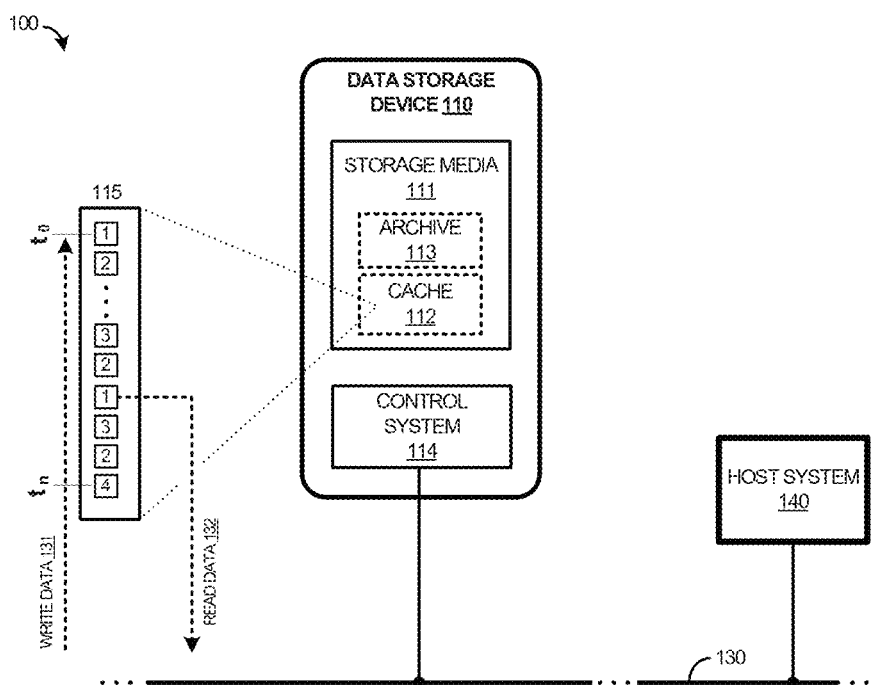 100
DATA STORAGE
DEVICE 110
STORAGE MEDIA
111
ARCHIVE
113
CACHE
112
CONTROL
SYSTEM
114
115
t0
1
2
3
2
1
3
2
4
tn
WRITE DATA 131
READ DATA 132
HOST SYSTEM
140
130